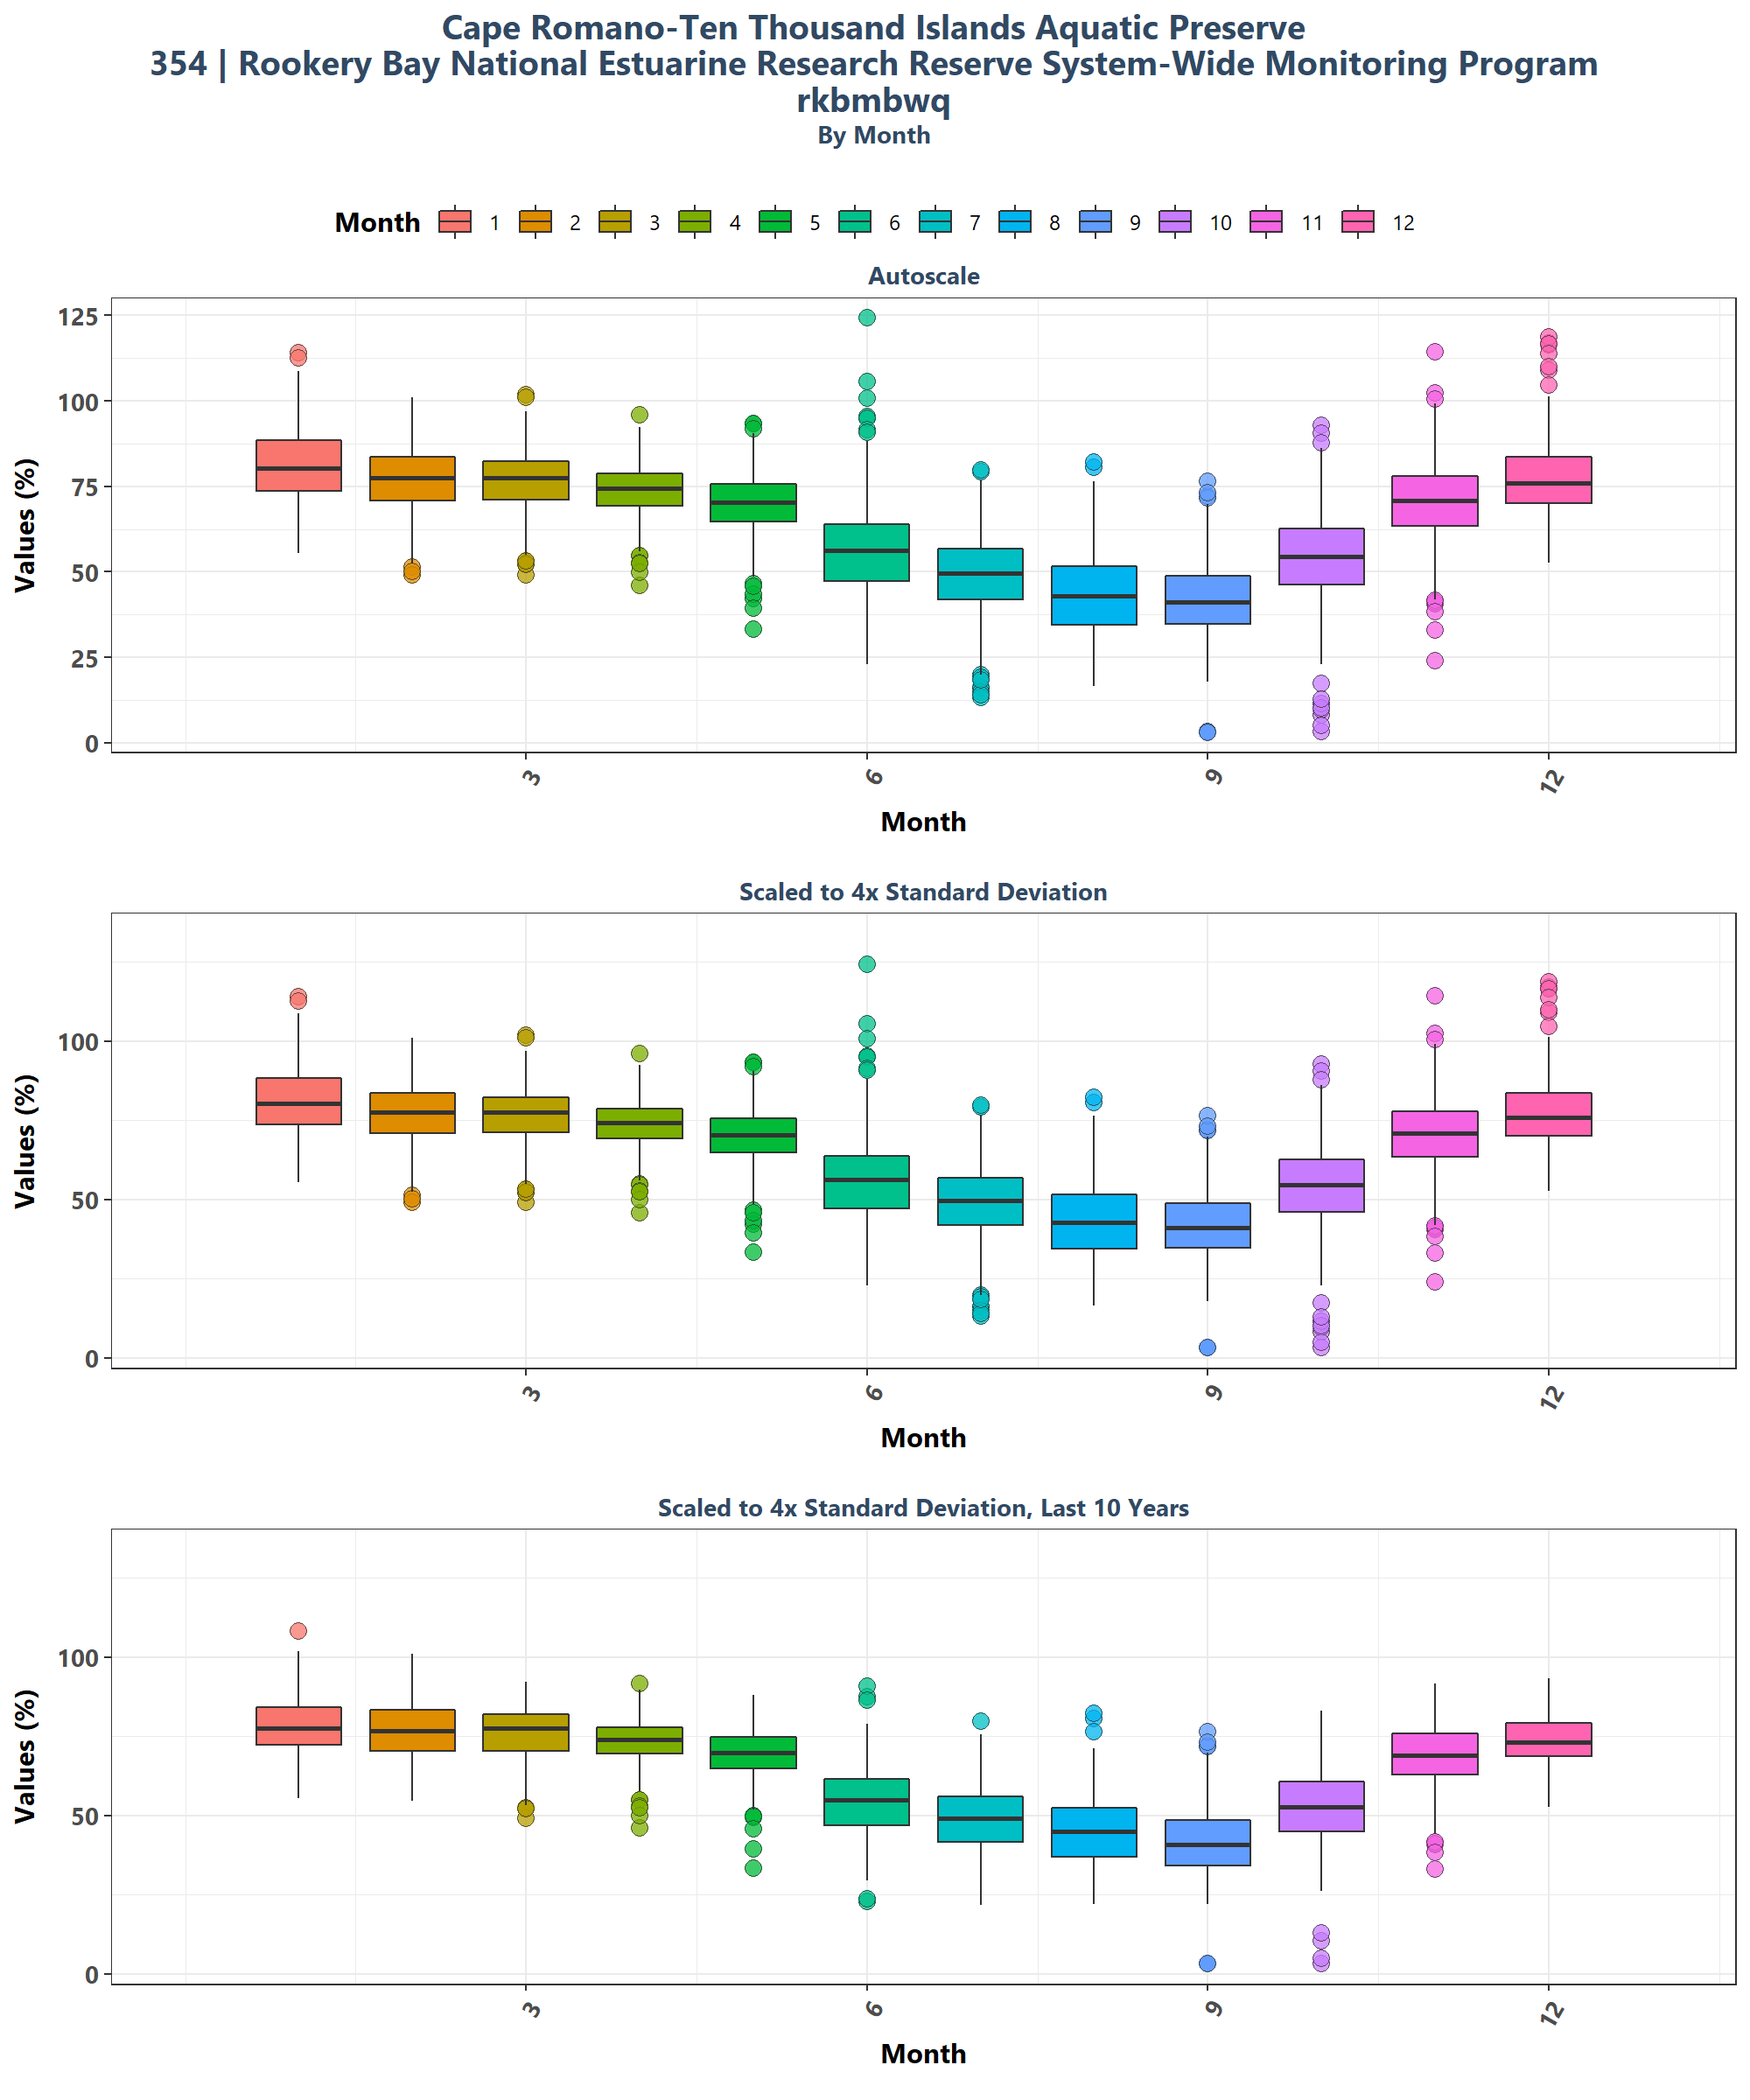 Cape Romano-Ten Thousand Islands Aquatic Preserve
354 | Rookery Bay National Estuarine Research Reserve System-Wide Monitoring Program
rkbmbwq
By Month
Month 1 2 3 4 5 6 7 8 9 10 11 12
Autoscale
Values (%)
125
100
75
50
25
0
3 6 9 12
Month
Scaled to 4x Standard Deviation
Values (%)
100
50
0
3 6 9 12
Month
Scaled to 4x Standard Deviation, Last 10 Years
Values (%)
100
50
0
3 6 9 12
Month